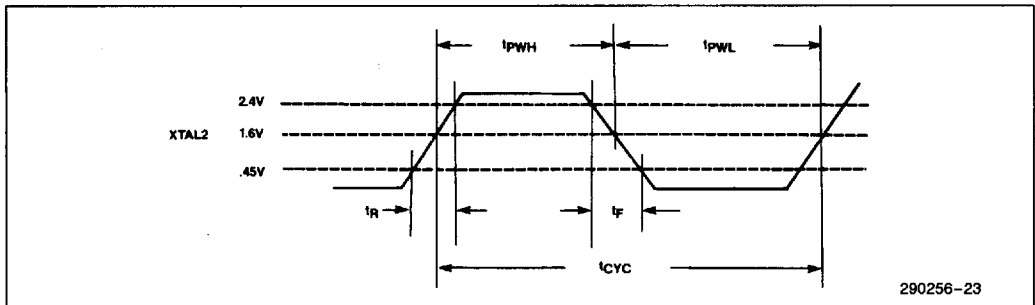 tPWH tPWL
2.4V
XTAL2 1.6V
.45V
tR tF
tCYC
290256-23